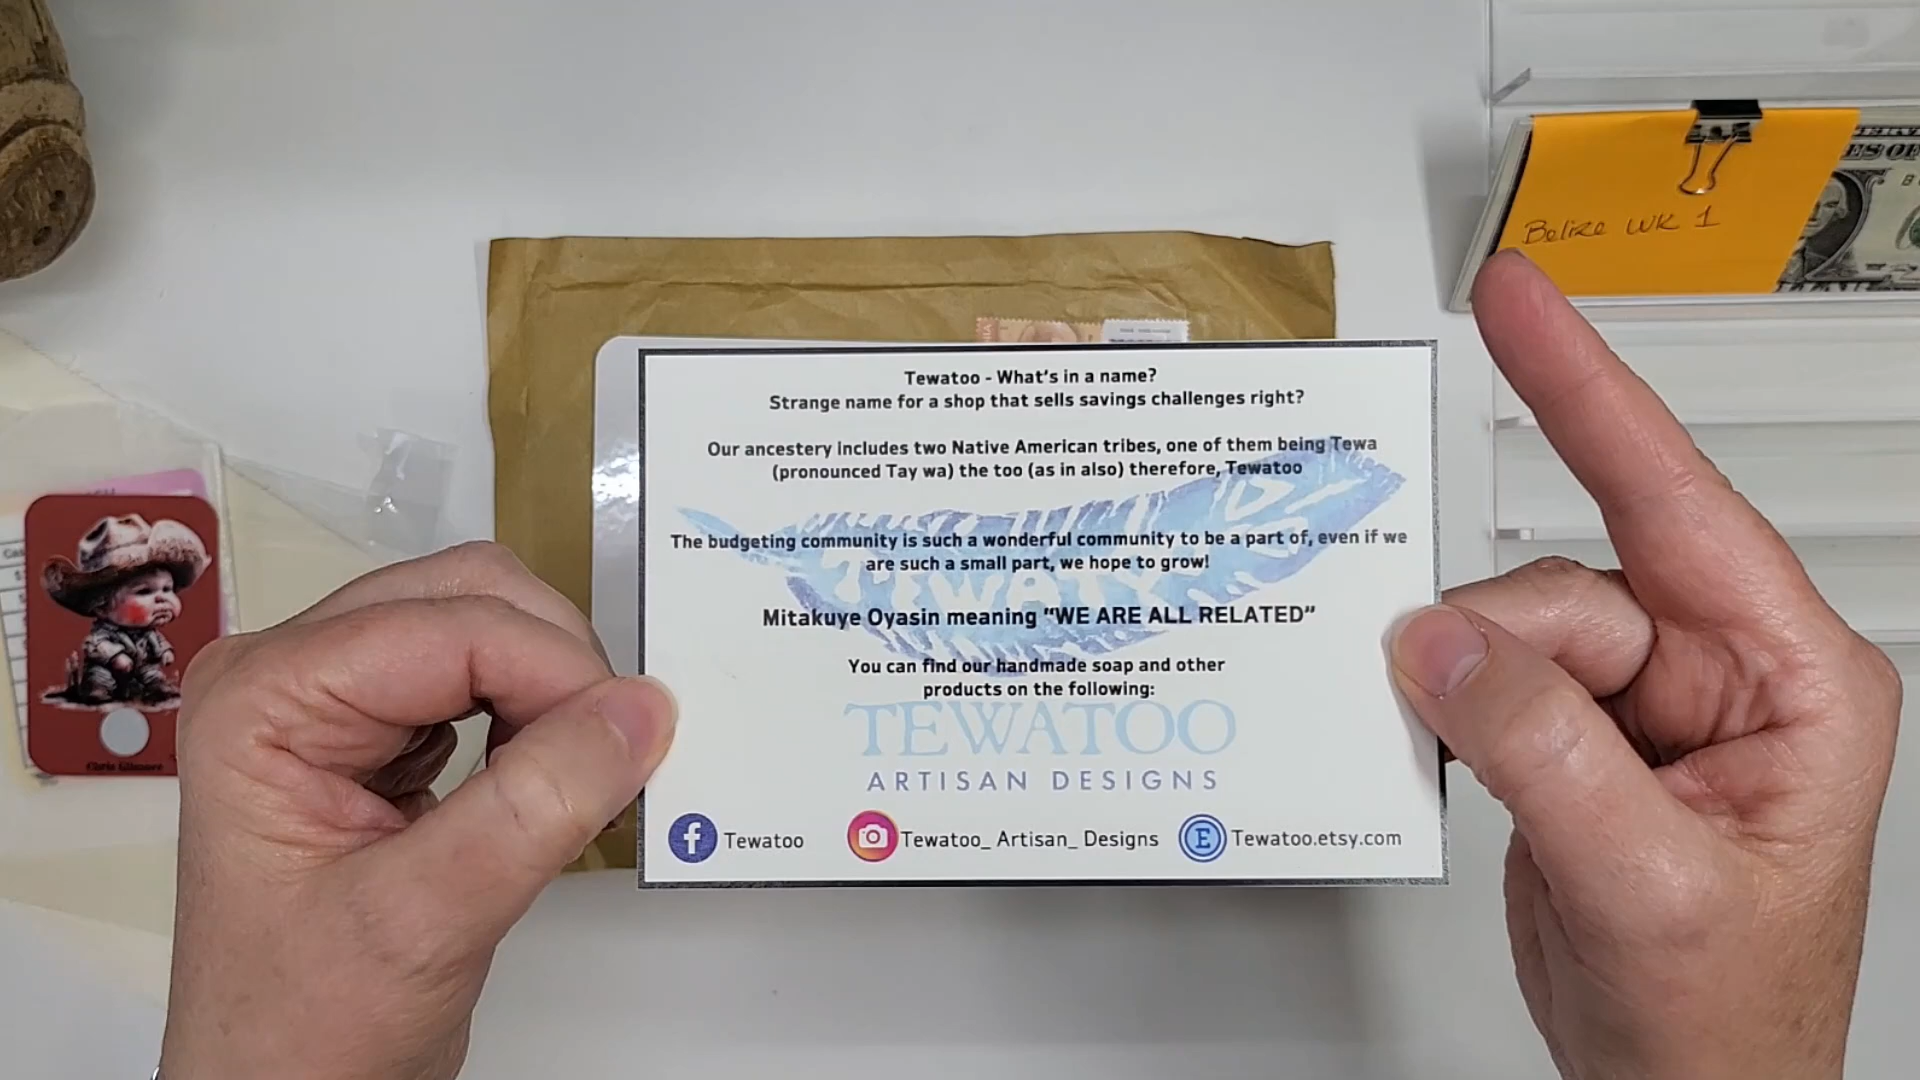 Tewatoo - What's in a name?
Strange name for a shop that sells savings challenges right?
Our ancestery includes two Native American tribes, one of them being Tewa
(pronounced Tay wa) the too (as in also) therefore, Tewatoo
The budgeting community is such a wonderful community to be a part of, even if we
are such a small part, we hope to grow!
Mitakuye Oyasin meaning "WE ARE ALL RELATED"
You can find our handmade soap and other
products on the following:
TEWATOO
ARTISAN DESIGNS
Tewatoo
Tewatoo_ Artisan_ Designs
E
Tewatoo.etsy.com
Belize WK 1
ES OF
Chris Gilmore